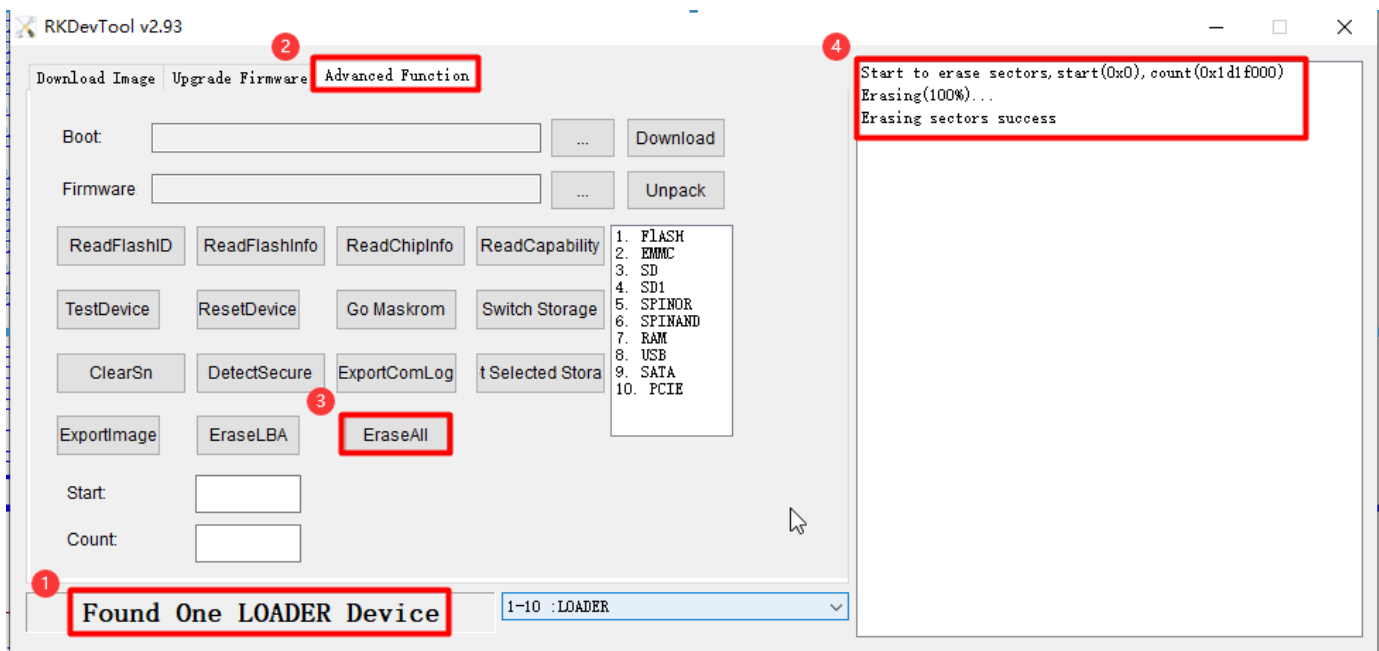 RKDevTool v2.93
2
4
Download Image
Upgrade Firmware
Advanced Function
Boot:
...
Download
Firmware
...
Unpack
ReadFlashID
ReadFlashInfo
ReadChipInfo
ReadCapability
TestDevice
ResetDevice
Go Maskrom
Switch Storage
ClearSn
DetectSecure
ExportComLog
t Selected Stora
3
ExportImage
EraseLBA
EraseAll
1. FlASH
2. EMMC
3. SD
4. SD1
5. SPINOR
6. SPINAND
7. RAM
8. USB
9. SATA
10. PCIE
Start:
Count:
1
Found One LOADER Device
1-10 :LOADER
Start to erase sectors,start(0x0),count(0x1d1f000)
Erasing(100%)...
Erasing sectors success